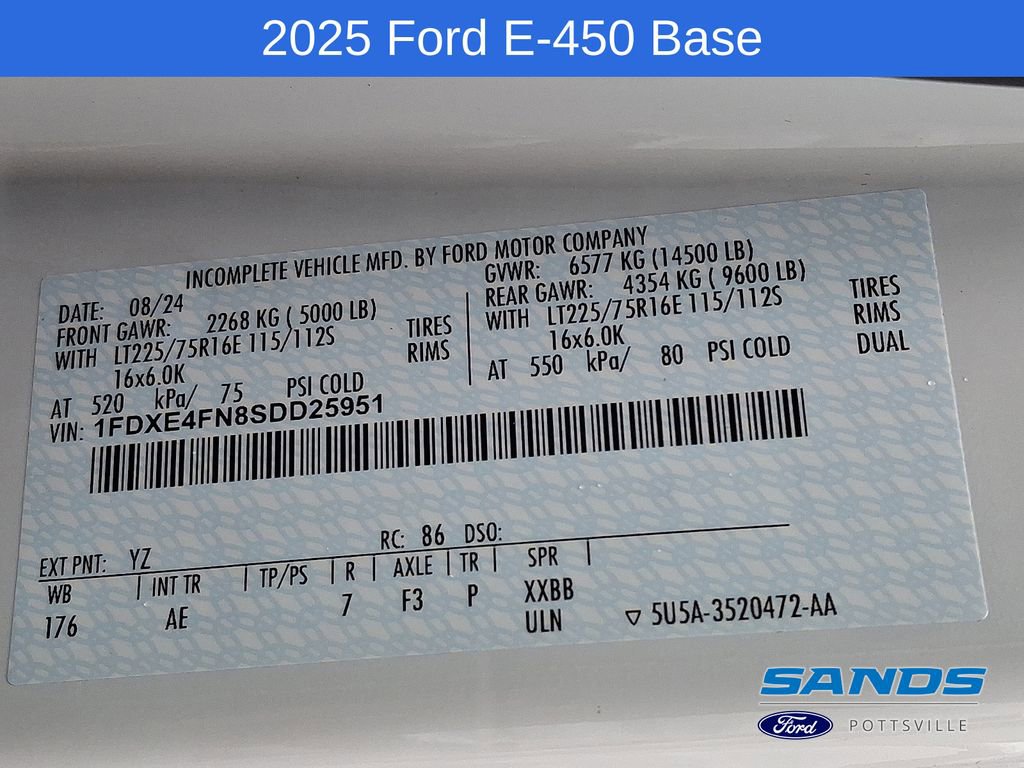 2025 Ford E-450 Base
INCOMPLETE VEHICLE MFD. BY FORD MOTOR COMPANY
DATE: 08/24
FRONT GAWR: 2268 KG ( 5000 LB)
WITH LT225/75R16E 115/112S TIRES
16x6.0K RIMS
AT 520 kPa/ 75 PSI COLD
GVWR: 6577 KG (14500 LB)
REAR GAWR: 4354 KG ( 9600 LB)
WITH LT225/75R16E 115/112S TIRES
16x6.0K RIMS
AT 550 kPa/ 80 PSI COLD DUAL
VIN: 1FDXE4FN8SDD25951
EXT PNT: YZ RC: 86 DSO:
WB INT TR TP/PS R AXLE TR SPR
176 AE 7 F3 P XXBB
ULN ▽ 5U5A-3520472-AA
SANDS
Ford POTTSVILLE